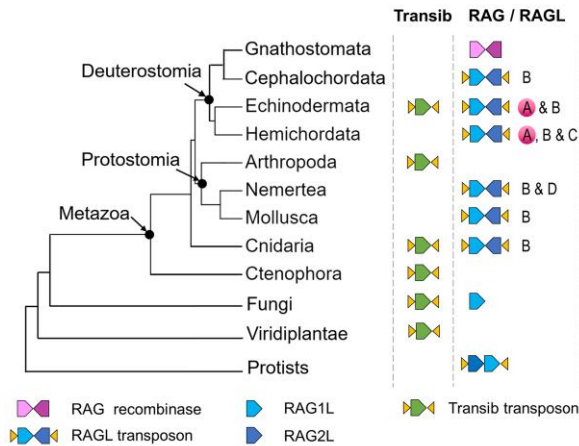 Transib RAG / RAGL
Gnathostomata
Deuterostomia
Cephalochordata B
Echinodermata A & B
Hemichordata A, B & C
Protostomia
Arthropoda
Nemertea B & D
Metazoa
Mollusca B
Cnidaria B
Ctenophora
Fungi
Viridiplantae
Protists
RAG recombinase RAG1L Transib transposon
RAGL transposon RAG2L